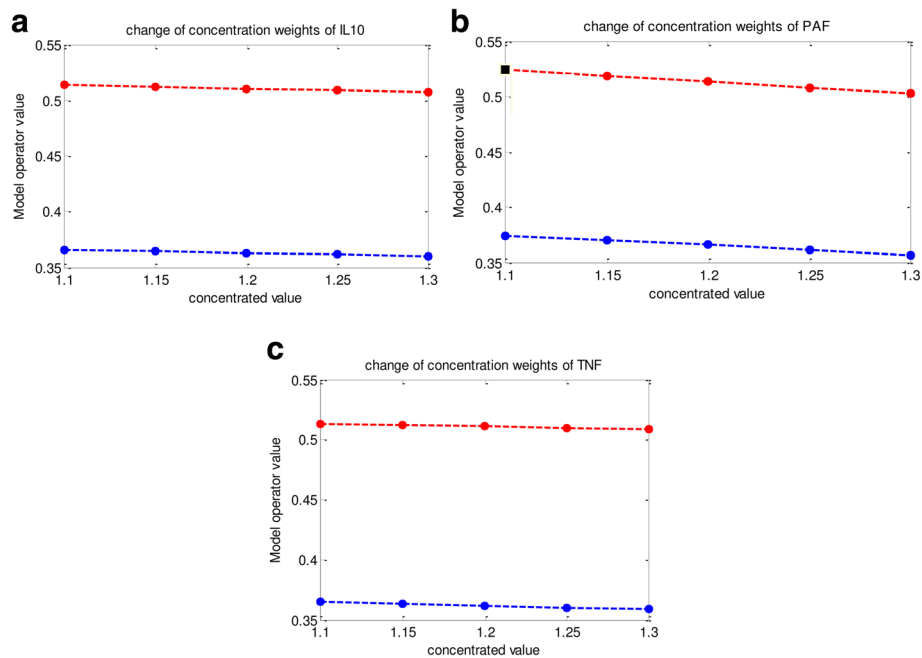 a
change of concentration weights of IL10
0.55
0.5
0.45
0.4
0.35
Model operator value
1.1 1.15 1.2 1.25 1.3
concentrated value
b
change of concentration weights of PAF
0.55
0.5
0.45
0.4
0.35
Model operator value
1.1 1.15 1.2 1.25 1.3
concentrated value
c
change of concentration weights of TNF
0.55
0.5
0.45
0.4
0.35
Model operator value
1.1 1.15 1.2 1.25 1.3
concentrated value